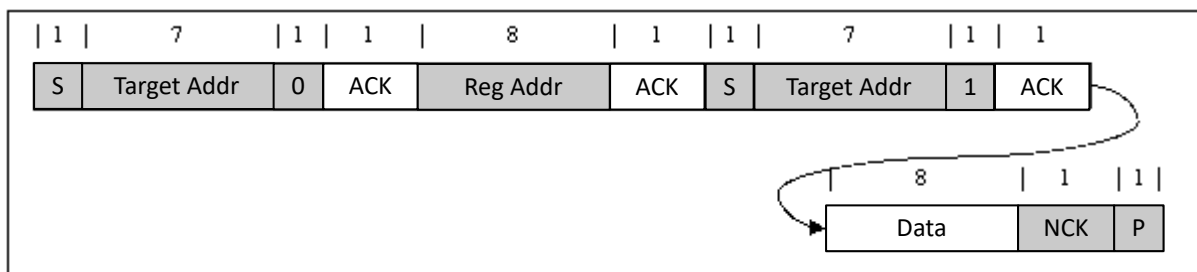 | 1 | 7 | 1 | 1 | 8 | 1 | 1 | 7 | 1 | 1
S Target Addr 0 ACK Reg Addr ACK S Target Addr 1 ACK
| 8 | 1 | 1 |
Data NCK P